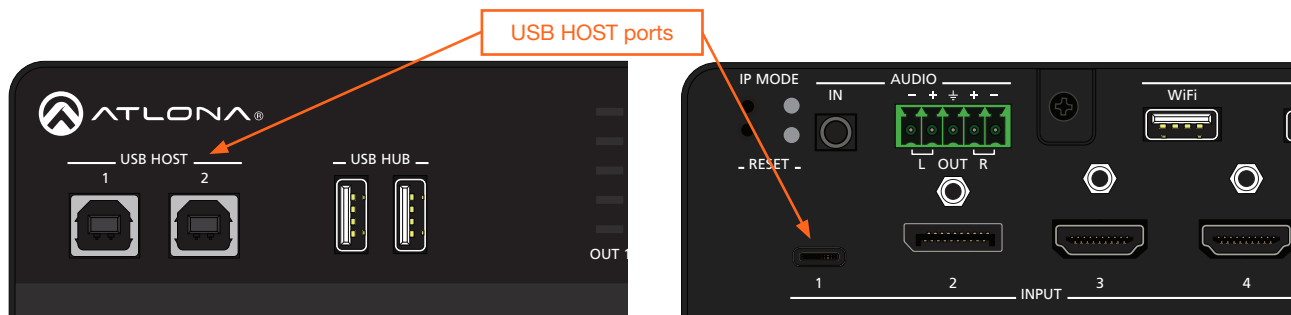 USB HOST ports
ATLONA®
USB HOST
1 2
USB HUB
OUT 1
IP MODE
AUDIO
IN
- + ⏚ + -
WiFi
RESET
L OUT R
1 2 3 4
INPUT